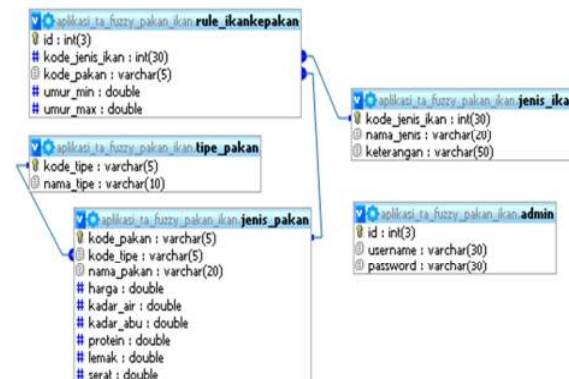 aplikasi_ta_fuzzy_pakan_ikan.rule_ikankepakan
id : int(3)
kode_jenis_ikan : int(30)
kode_pakan : varchar(5)
umur_min : double
umur_max : double
aplikasi_ta_fuzzy_pakan_ikan.jenis_ika
kode_jenis_ikan : int(30)
nama_jenis : varchar(20)
keterangan : varchar(50)
aplikasi_ta_fuzzy_pakan_ikan.tipe_pakan
kode_tipe : varchar(5)
nama_tipe : varchar(10)
aplikasi_ta_fuzzy_pakan_ikan.jenis_pakan
kode_pakan : varchar(5)
kode_tipe : varchar(5)
nama_pakan : varchar(20)
harga : double
kadar_air : double
kadar_abu : double
protein : double
lemak : double
serat : double
aplikasi_ta_fuzzy_pakan_ikan.admin
id : int(3)
username : varchar(30)
password : varchar(30)